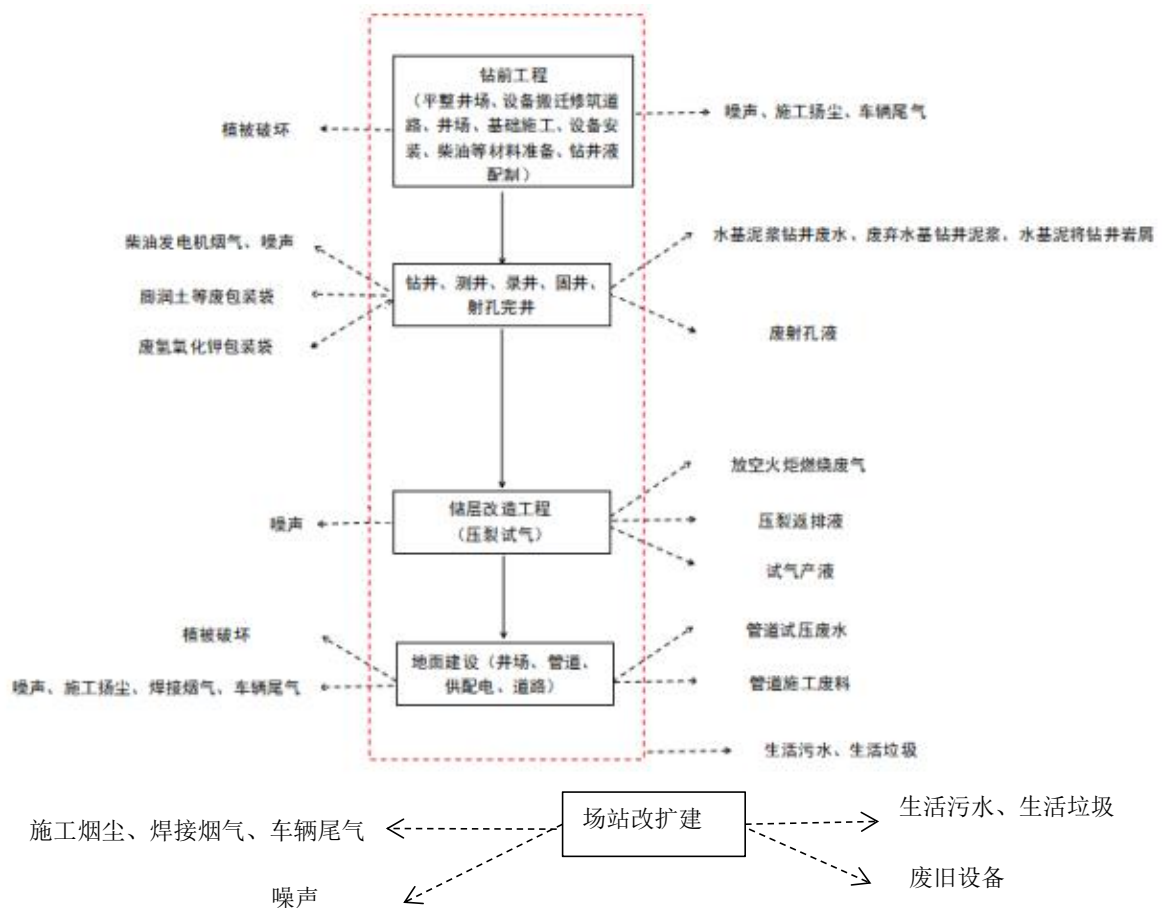 钻前工程
（平整井场、设备搬迁修筑道
路、井场、基础施工、设备安
装、柴油等材料准备、钻井液
配制）
植被破坏
噪声、施工扬尘、车辆尾气
柴油发电机烟气、噪声
膨润土等废包装袋
废氢氧化钾包装袋
钻井、测井、录井、固井、
射孔完井
水基泥浆钻井废水、废弃水基钻井泥浆、水基泥将钻井岩屑
废射孔液
噪声
储层改造工程
（压裂试气）
放空火炬燃烧废气
压裂返排液
试气产液
植被破坏
噪声、施工扬尘、焊接烟气、车辆尾气
地面建设（井场、管道、
供配电、道路）
管道试压废水
管道施工废料
生活污水、生活垃圾
施工烟尘、焊接烟气、车辆尾气
噪声
场站改扩建
生活污水、生活垃圾
废旧设备